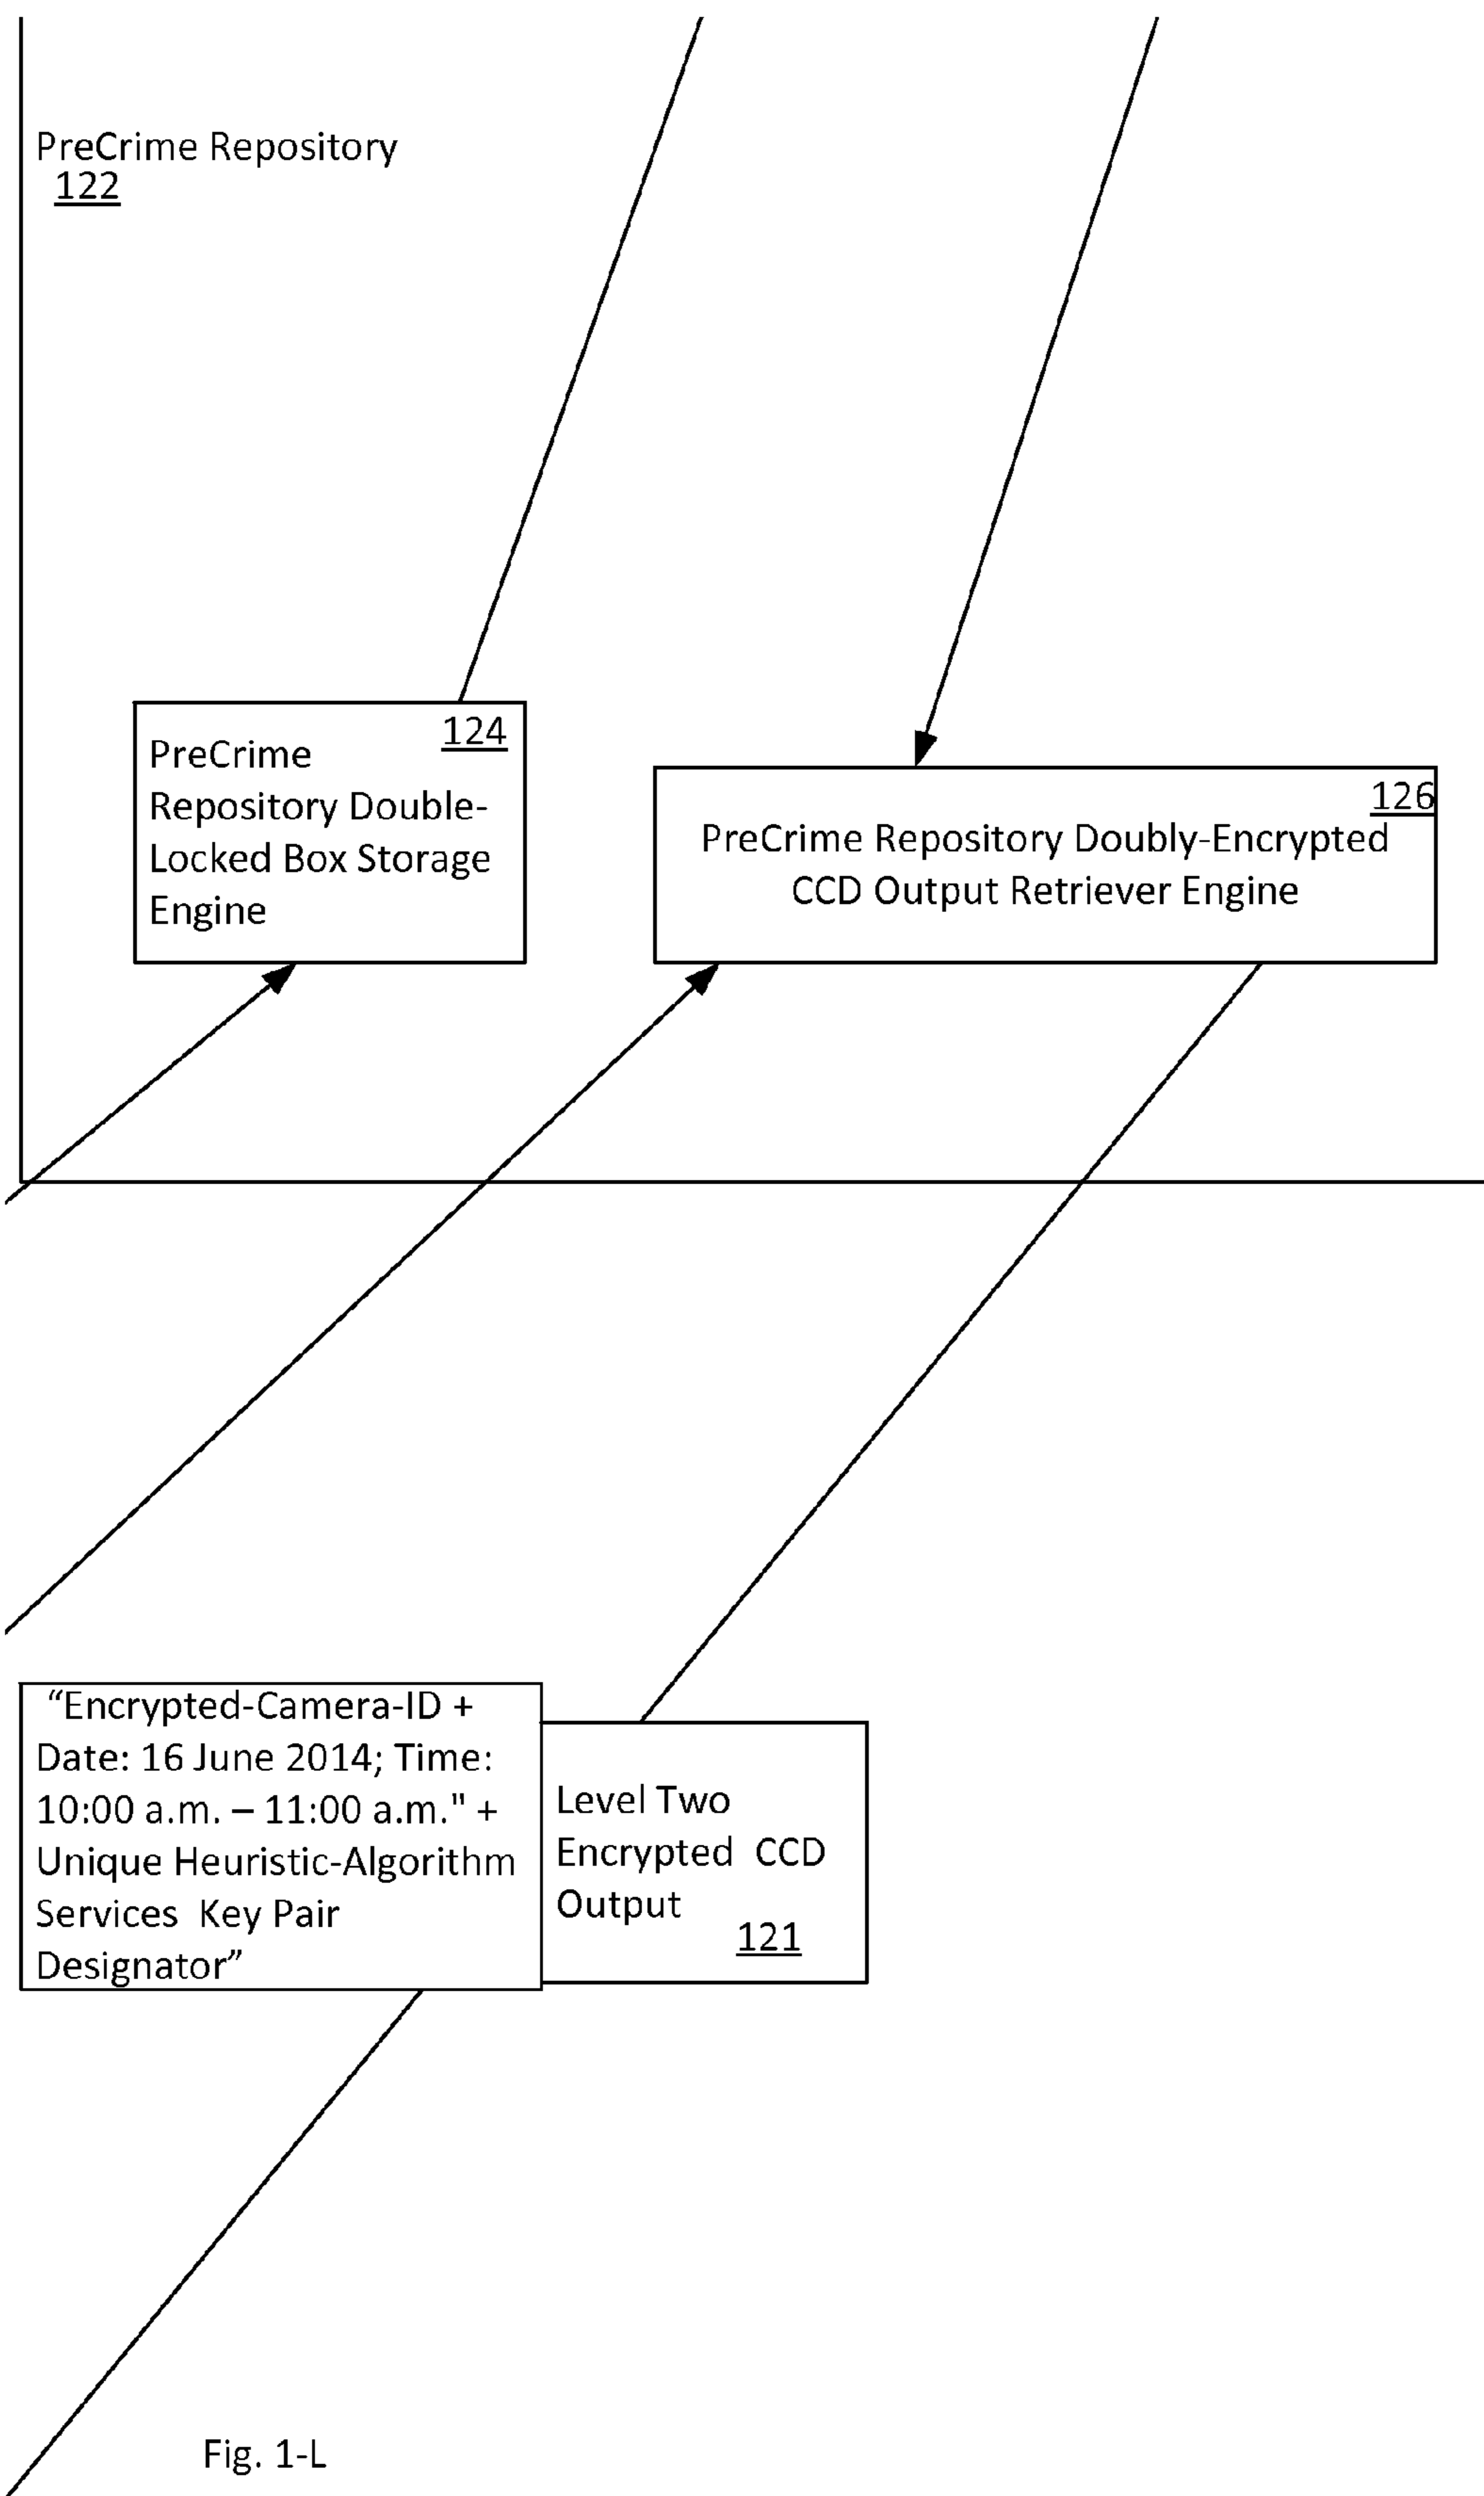 PreCrime Repository
122
124
PreCrime
Repository Double-
Locked Box Storage
Engine
126
PreCrime Repository Doubly-Encrypted
CCD Output Retriever Engine
“Encrypted-Camera-ID +
Date: 16 June 2014; Time:
10:00 a.m. – 11:00 a.m." +
Unique Heuristic-Algorithm
Services Key Pair
Designator”
Level Two
Encrypted CCD
Output
121
Fig. 1-L